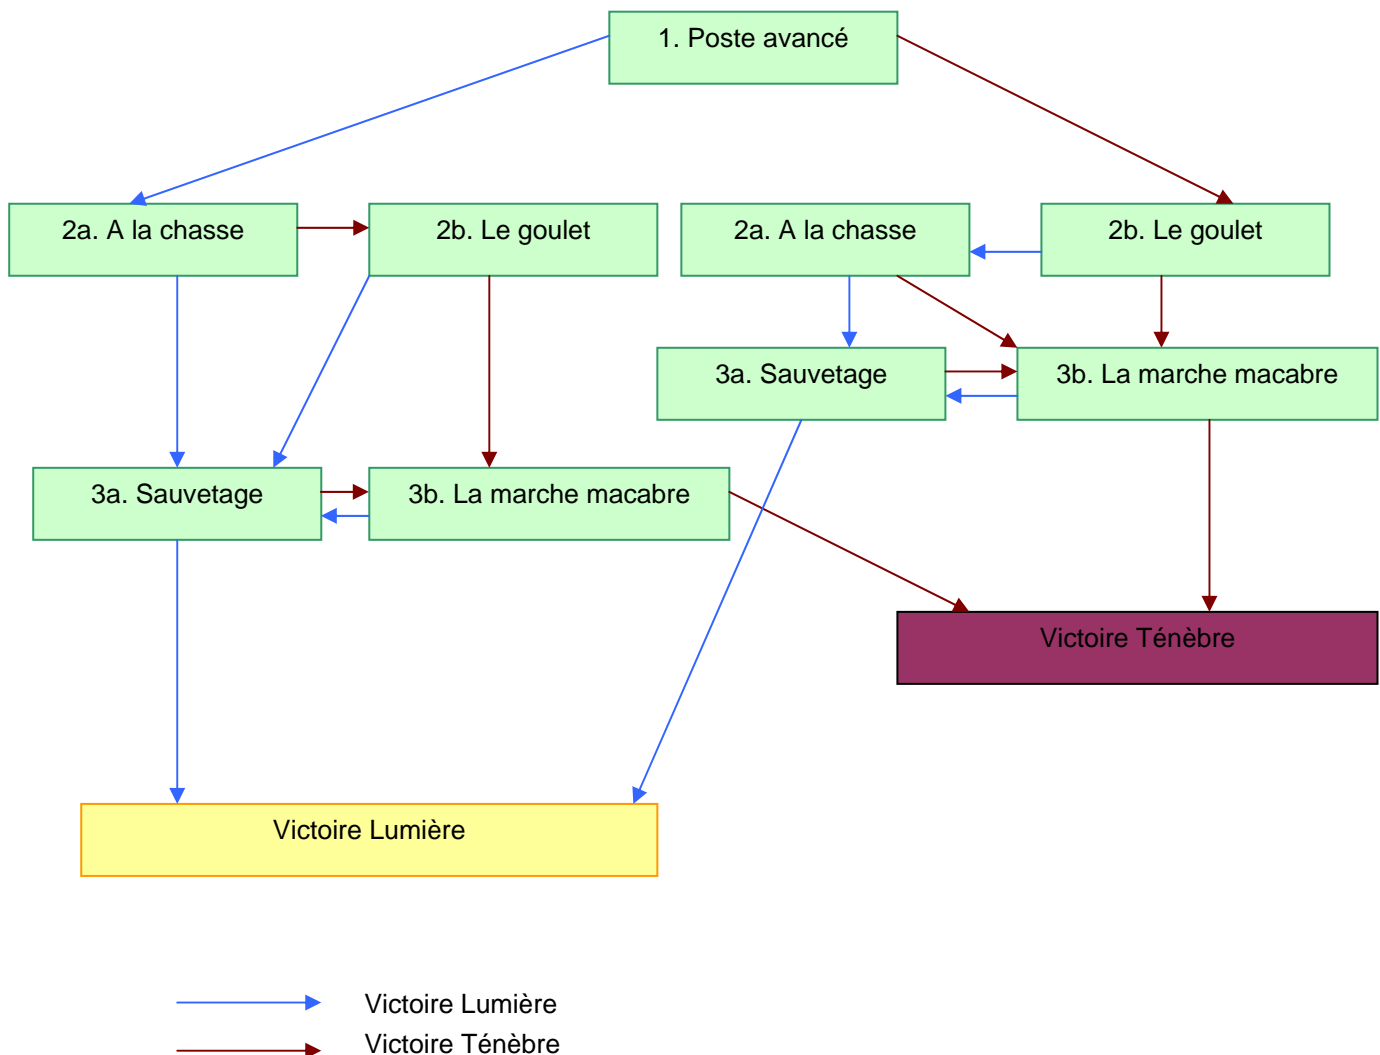 1. Poste avancé
2a. A la chasse
2b. Le goulet
2a. A la chasse
2b. Le goulet
3a. Sauvetage
3b. La marche macabre
3a. Sauvetage
3b. La marche macabre
Victoire Ténèbre
Victoire Lumière
Victoire Lumière
Victoire Ténèbre